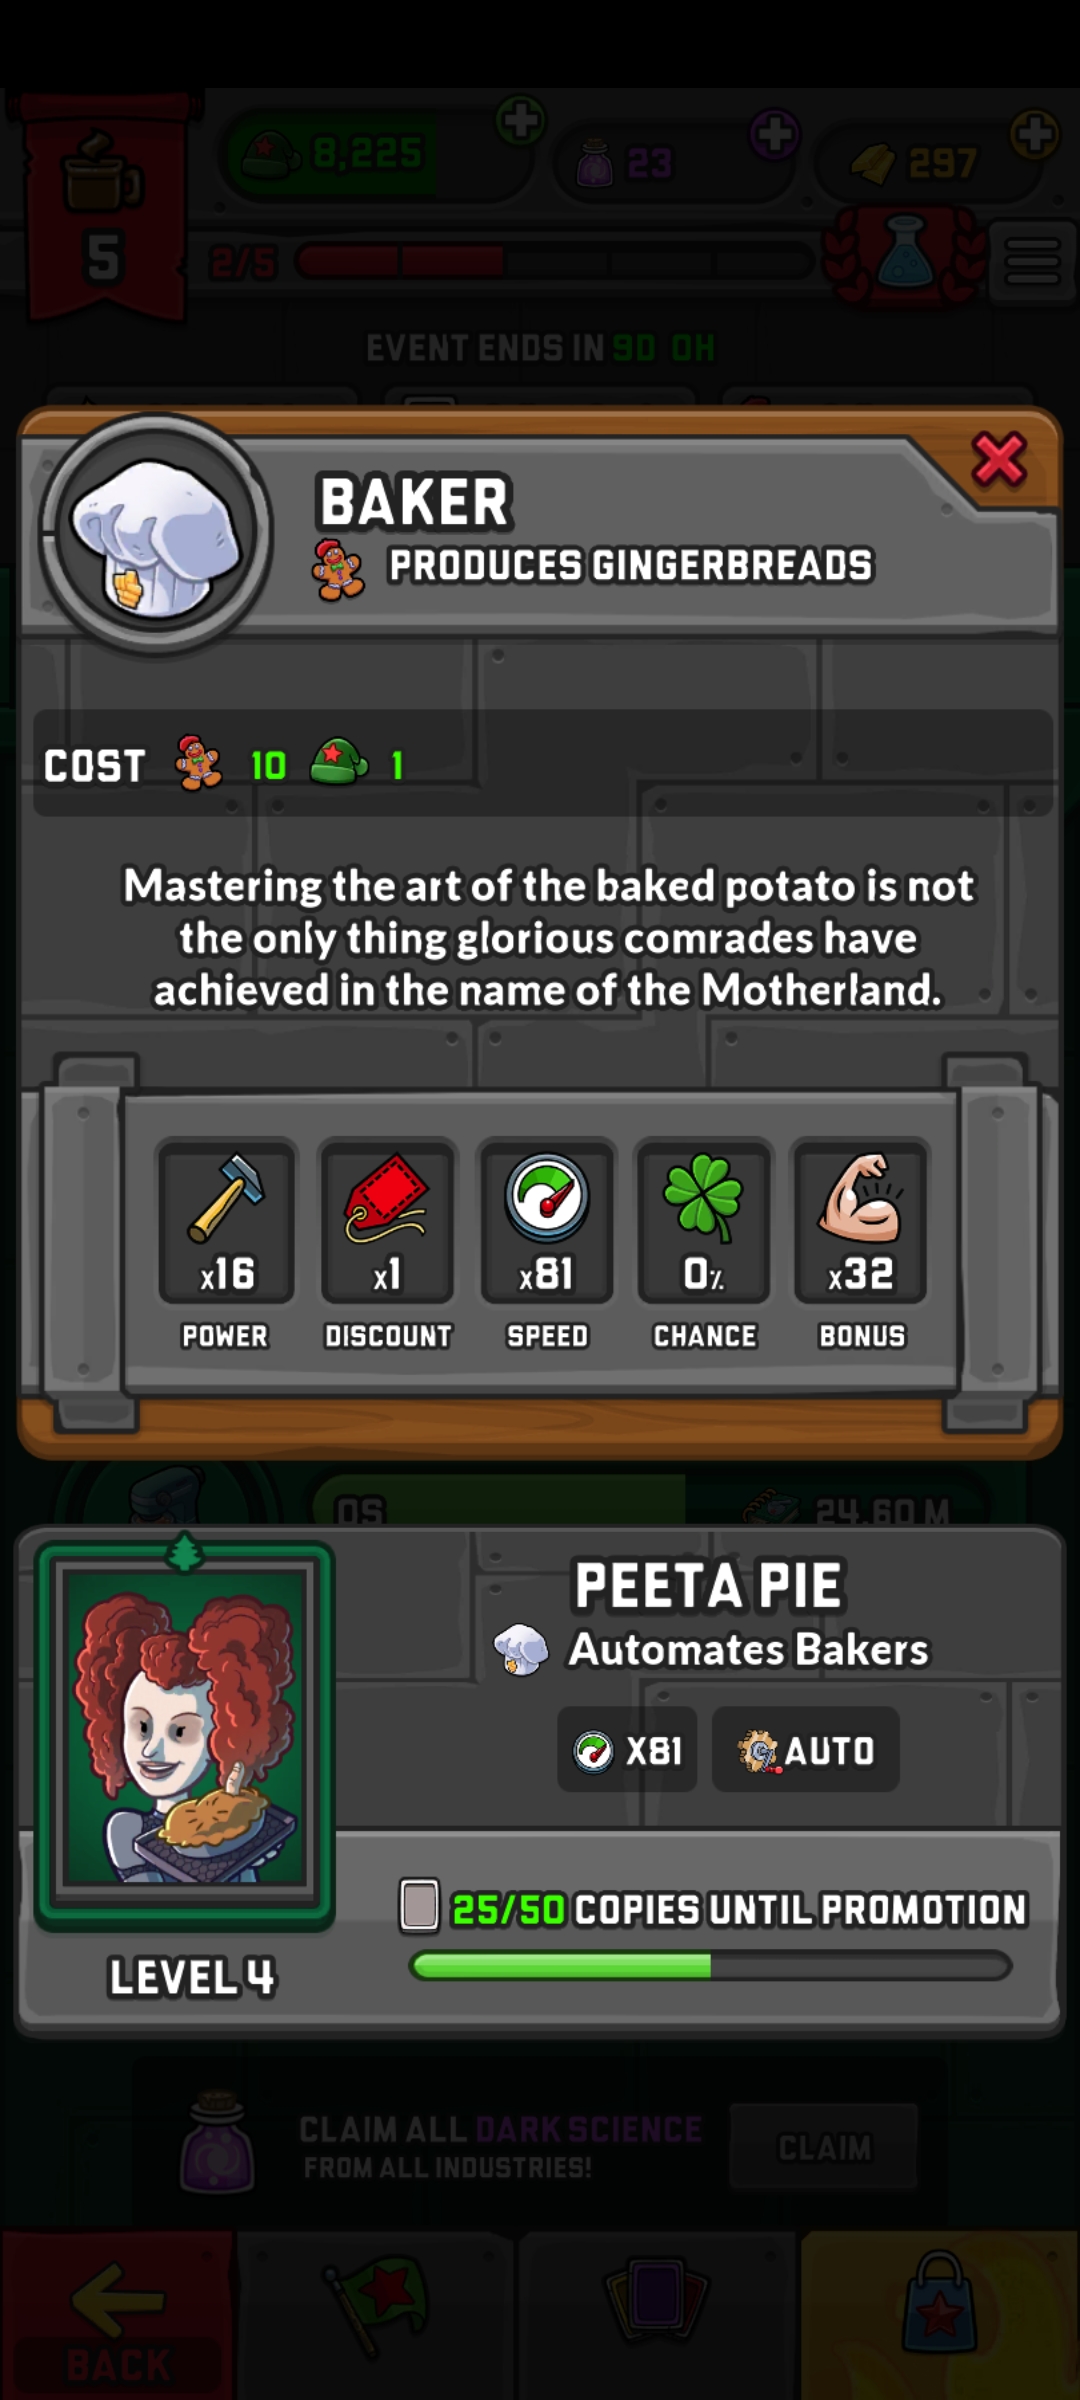 8,225
23
297
5
2/5
EVENT ENDS IN 9D 0H
BAKER
PRODUCES GINGERBREADS
COST 10 1
Mastering the art of the baked potato is not
the only thing glorious comrades have
achieved in the name of the Motherland.
x16
x1
x81
0%
x32
POWER
DISCOUNT
SPEED
CHANCE
BONUS
0S
24.60 M
PEETA PIE
Automates Bakers
X81
AUTO
25/50 COPIES UNTIL PROMOTION
LEVEL 4
CLAIM ALL DARK SCIENCE
FROM ALL INDUSTRIES!
CLAIM
BACK